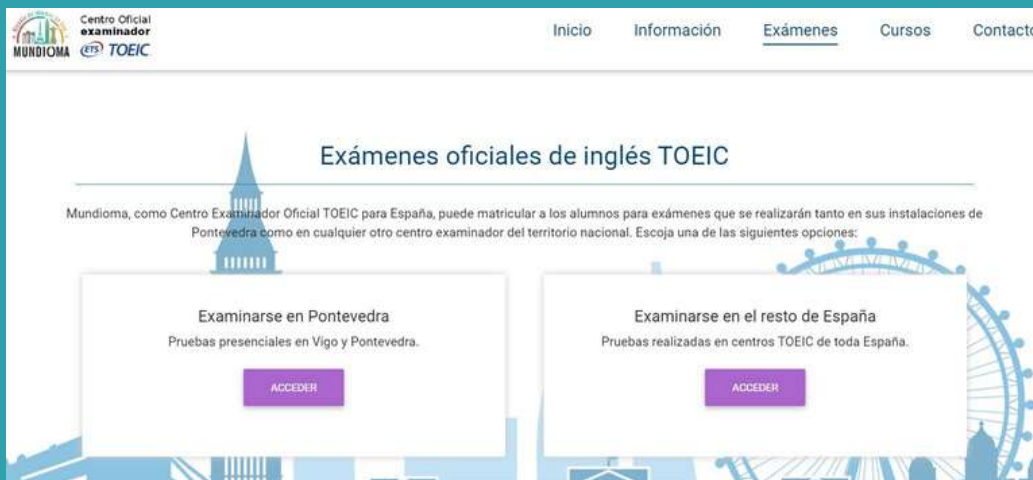 MUNDIOMA
Centro Oficial
examinador
ETS TOEIC
Inicio Información Exámenes Cursos Contacto
Exámenes oficiales de inglés TOEIC
Mundioma, como Centro Examinador Oficial TOEIC para España, puede matricular a los alumnos para exámenes que se realizarán tanto en sus instalaciones de
Pontevedra como en cualquier otro centro examinador del territorio nacional. Escoja una de las siguientes opciones:
Examinarse en Pontevedra
Pruebas presenciales en Vigo y Pontevedra.
ACCEDER
Examinarse en el resto de España
Pruebas realizadas en centros TOEIC de toda España.
ACCEDER